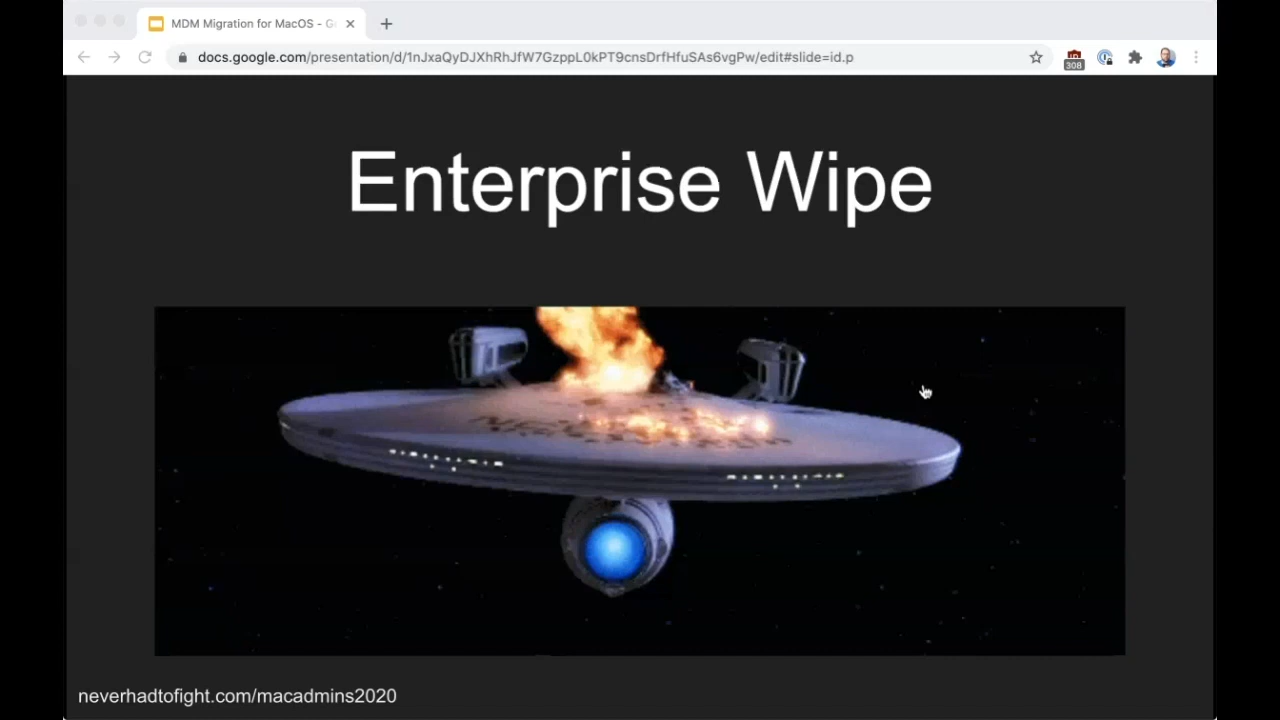 MDM Migration for MacOS - G
docs.google.com/presentation/d/1nJxaQyDJXhRhJfW7GzppL0kPT9cnsDrfHfuSAs6vgPw/edit#slide=id.p
308
Enterprise Wipe
neverhadtofight.com/macadmins2020